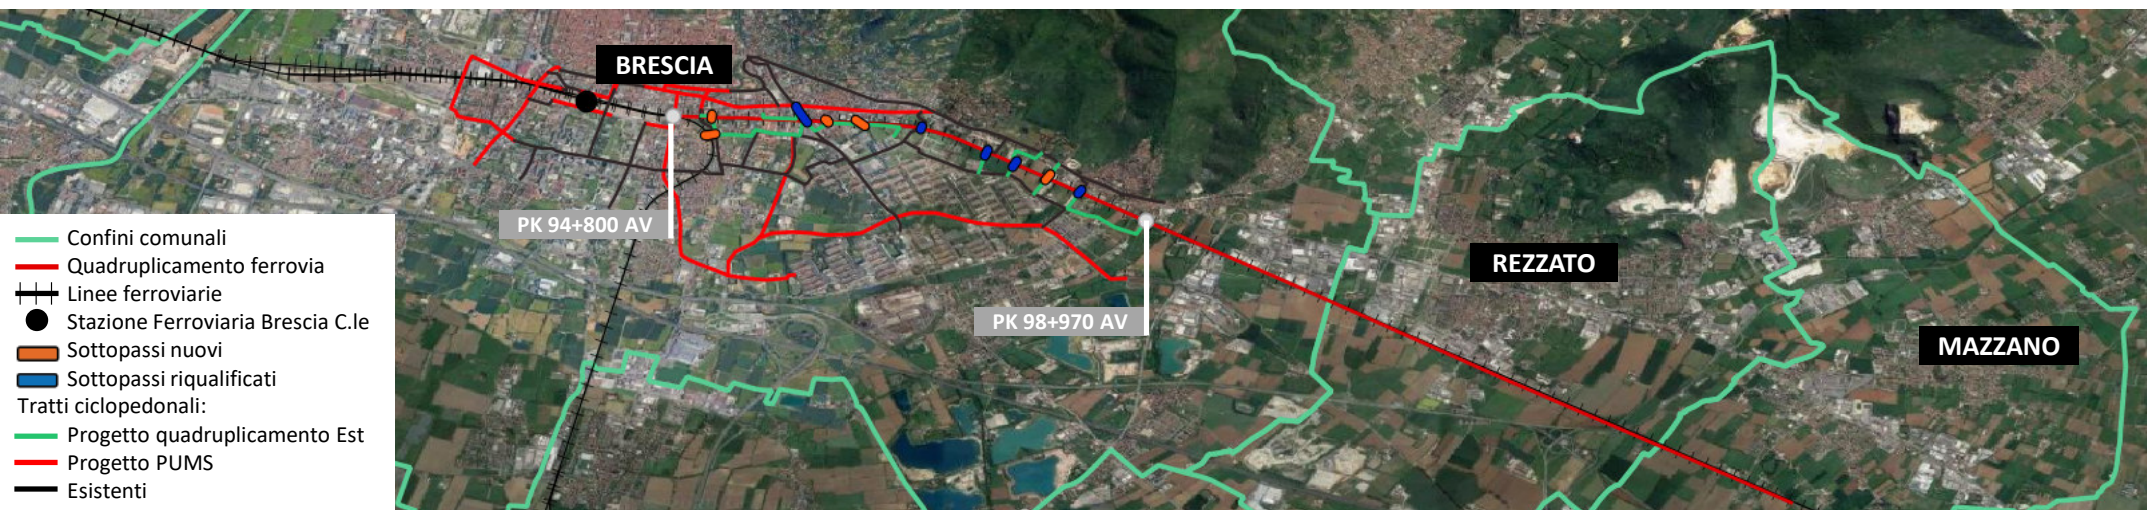 BRESCIA
PK 94+800 AV
PK 98+970 AV
REZZATO
MAZZANO
Confini comunali
Quadruplicamento ferrovia
Linee ferroviarie
Stazione Ferroviaria Brescia C.le
Sottopassi nuovi
Sottopassi riqualificati
Tratti ciclopedonali:
Progetto quadruplicamento Est
Progetto PUMS
Esistenti